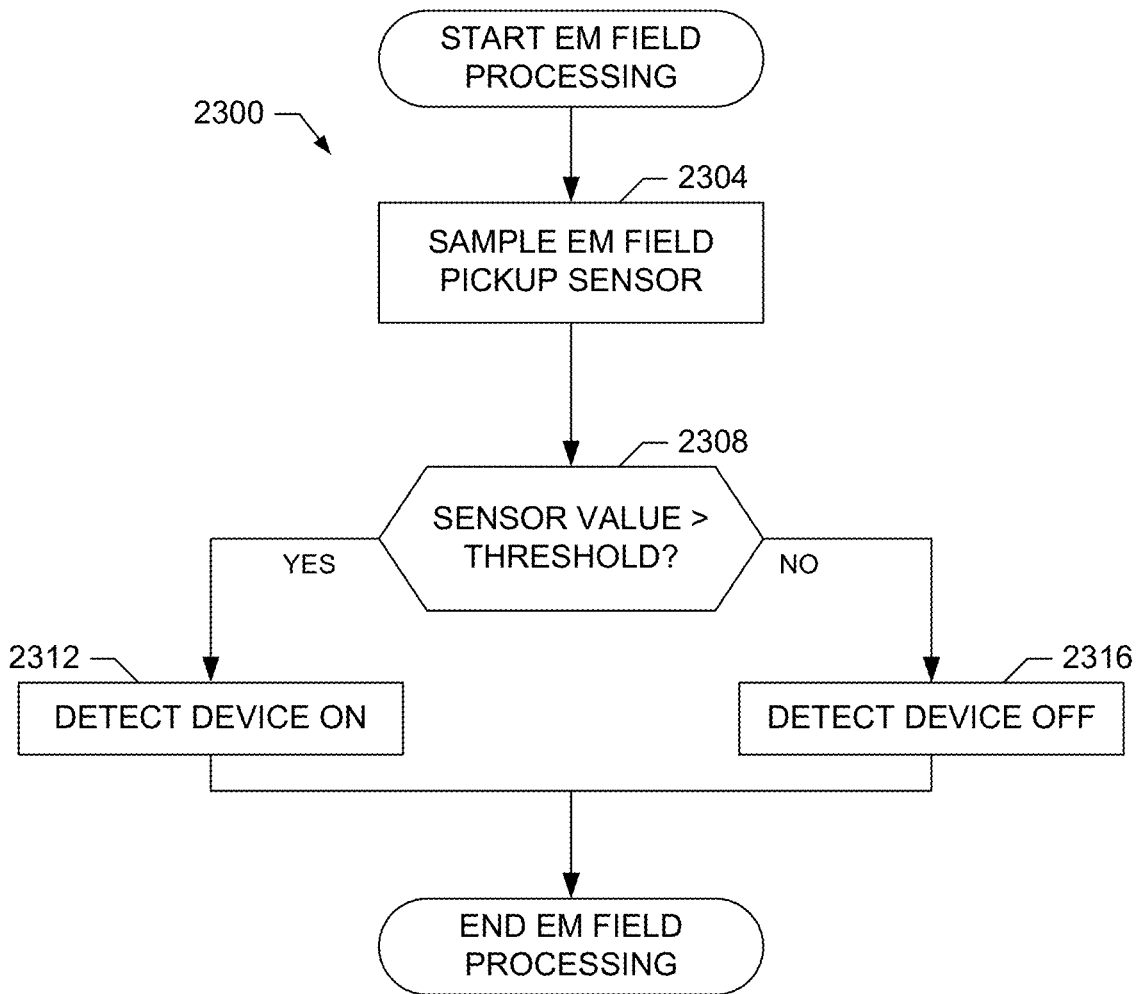 START EM FIELD
PROCESSING
2300
2304
SAMPLE EM FIELD
PICKUP SENSOR
2308
SENSOR VALUE >
THRESHOLD?
YES
NO
2312
2316
DETECT DEVICE ON
DETECT DEVICE OFF
END EM FIELD
PROCESSING